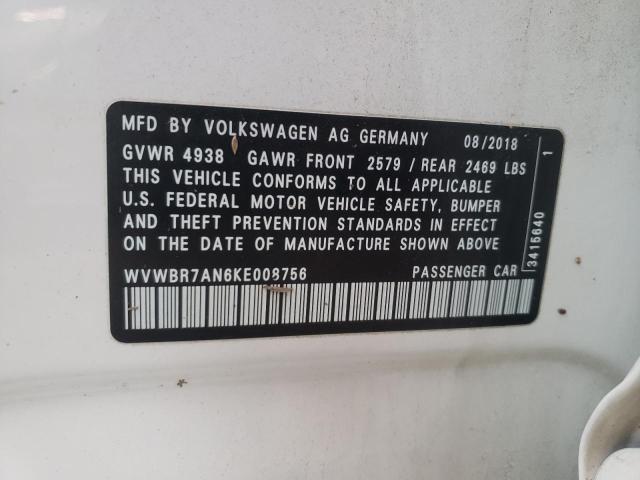 MFD BY VOLKSWAGEN AG GERMANY 08/2018
GVWR 4938 GAWR FRONT 2579 / REAR 2469 LBS
THIS VEHICLE CONFORMS TO ALL APPLICABLE
U.S. FEDERAL MOTOR VEHICLE SAFETY, BUMPER
AND THEFT PREVENTION STANDARDS IN EFFECT
ON THE DATE OF MANUFACTURE SHOWN ABOVE
WVWBR7AN6KE008756 PASSENGER CAR
3415640 1